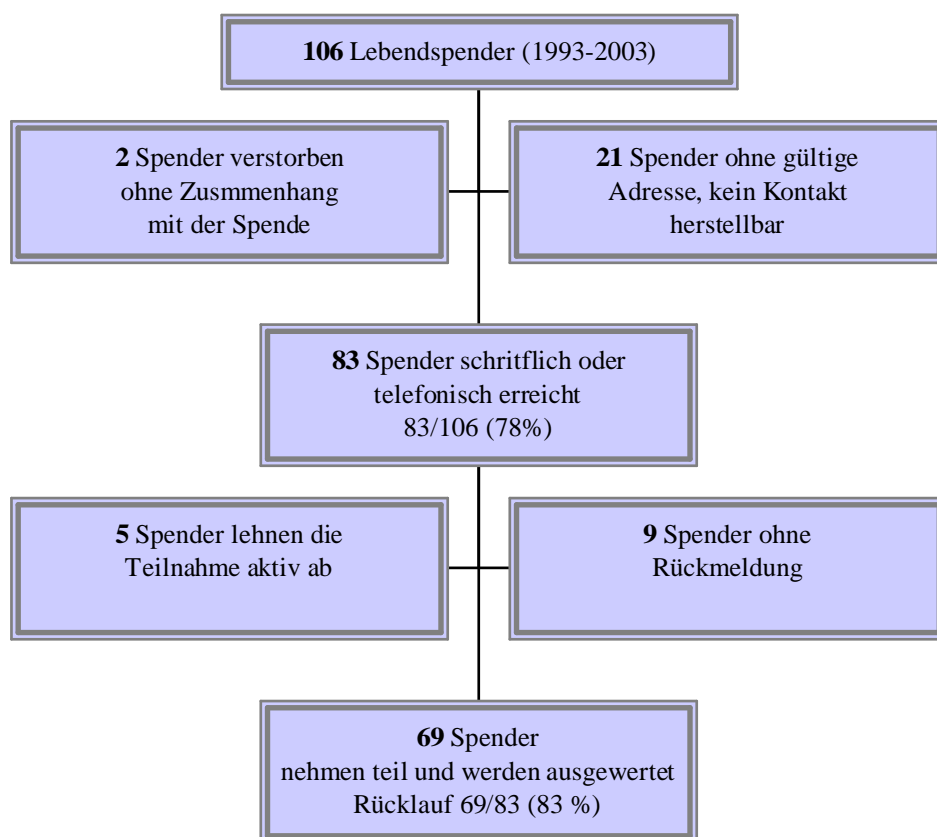 106 Lebendspender (1993-2003)
2 Spender verstorben
ohne Zusmmenhang
mit der Spende
21 Spender ohne gültige
Adresse, kein Kontakt
herstellbar
83 Spender schritflich oder
telefonisch erreicht
83/106 (78%)
5 Spender lehnen die
Teilnahme aktiv ab
9 Spender ohne
Rückmeldung
69 Spender
nehmen teil und werden ausgewertet
Rücklauf 69/83 (83 %)